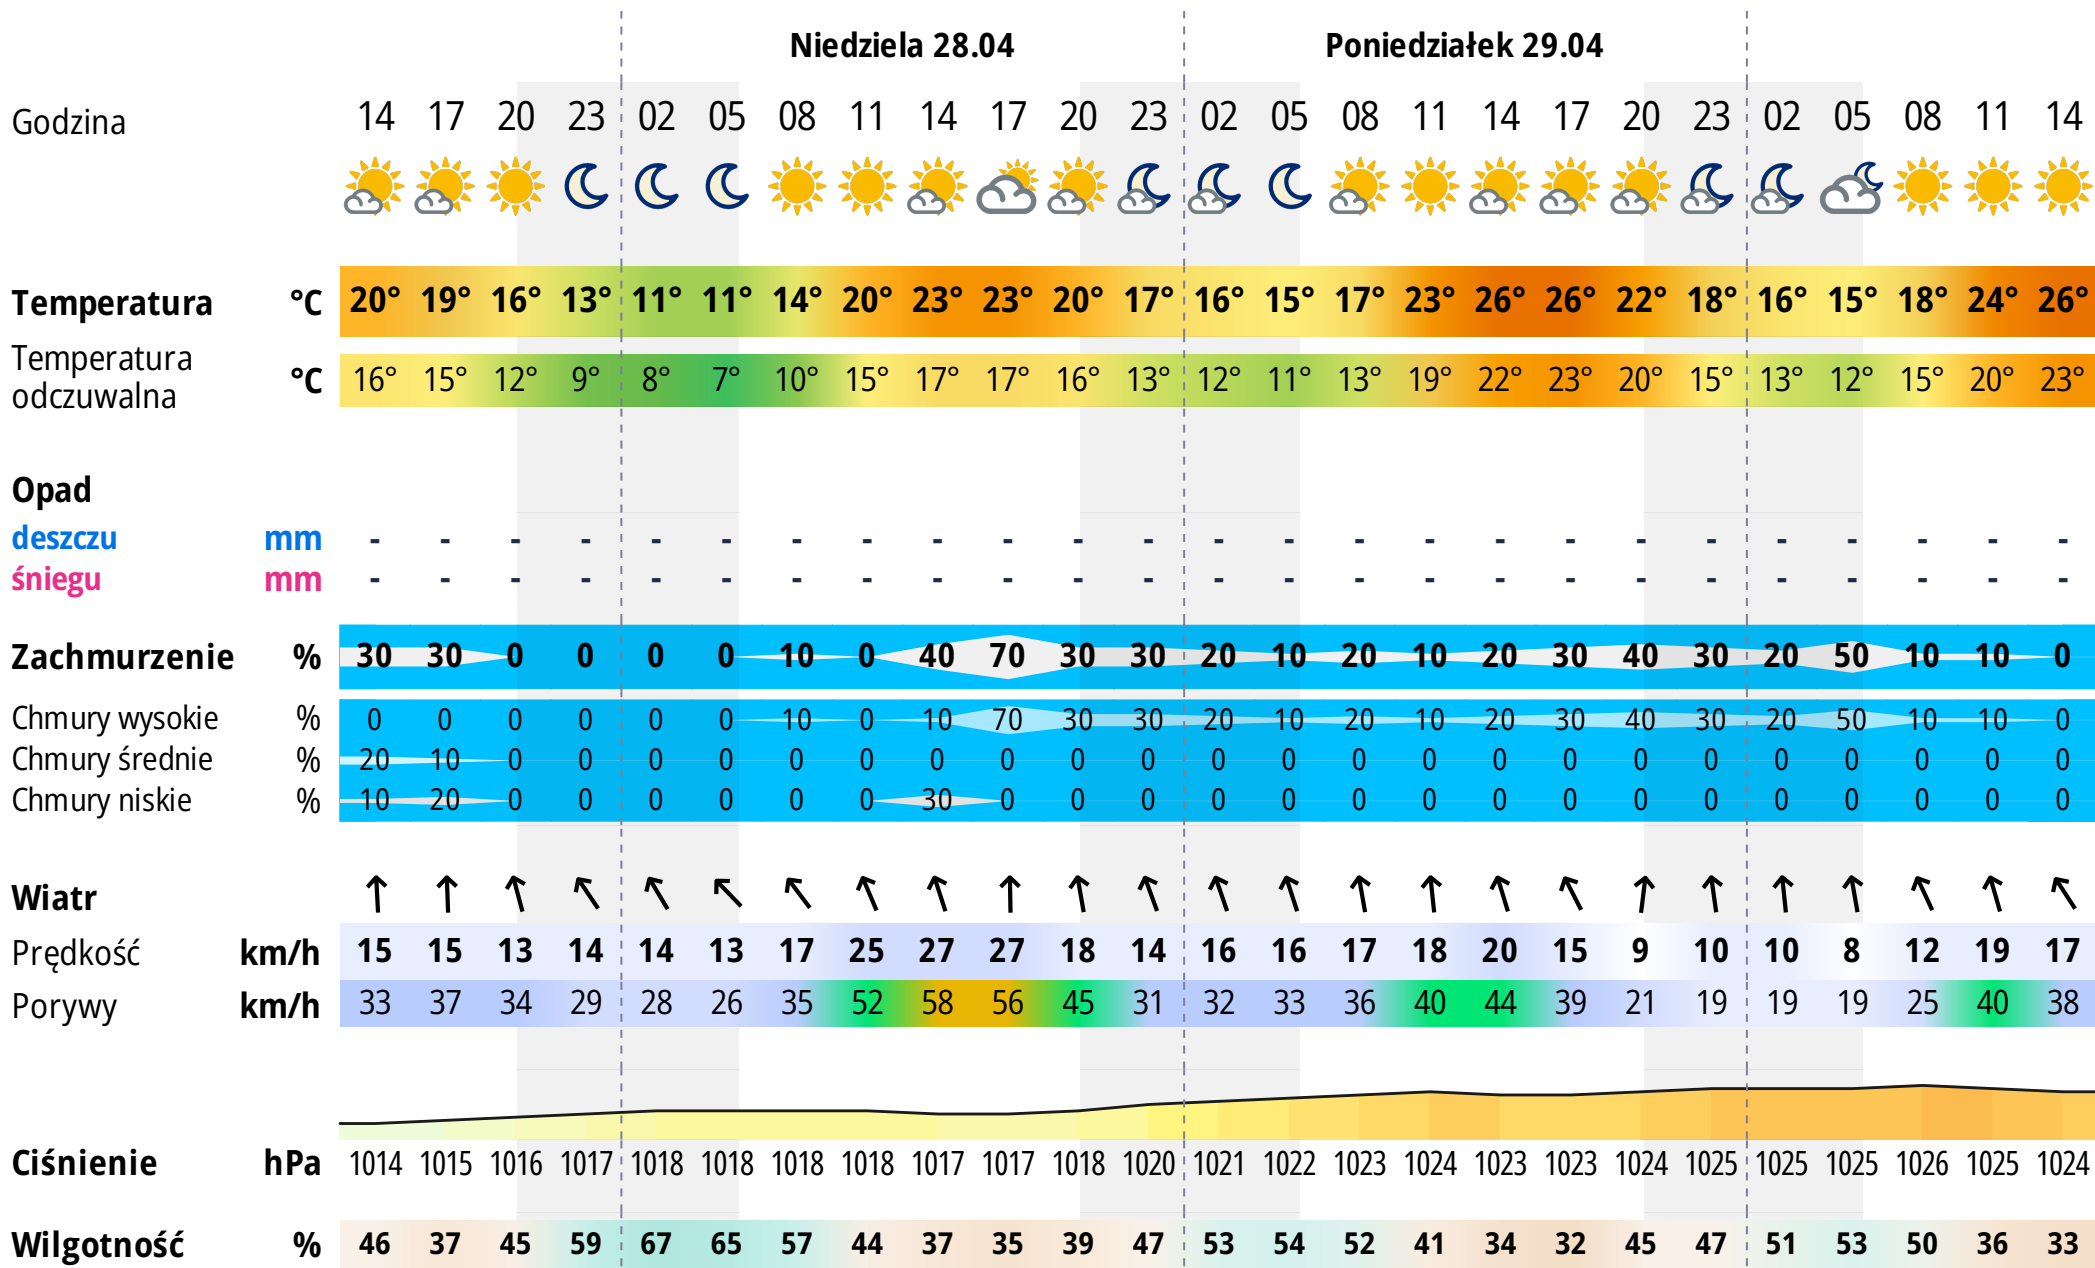 Niedziela 28.04 Poniedziałek 29.04
Godzina 14 17 20 23 02 05 08 11 14 17 20 23 02 05 08 11 14 17 20 23 02 05 08 11 14
Temperatura °C 20° 19° 16° 13° 11° 11° 14° 20° 23° 23° 20° 17° 16° 15° 17° 23° 26° 26° 22° 18° 16° 15° 18° 24° 26°
Temperatura
odczuwalna °C 16° 15° 12° 9° 8° 7° 10° 15° 17° 17° 16° 13° 12° 11° 13° 19° 22° 23° 20° 15° 13° 12° 15° 20° 23°
Opad
deszczu mm - - - - - - - - - - - - - - - - - - - - - - - - -
śniegu mm - - - - - - - - - - - - - - - - - - - - - - - - -
Zachmurzenie % 30 30 0 0 0 0 10 0 40 70 30 30 20 10 20 10 20 30 40 30 20 50 10 10 0
Chmury wysokie % 0 0 0 0 0 0 10 0 10 70 30 30 20 10 20 10 20 30 40 30 20 50 10 10 0
Chmury średnie % 20 10 0 0 0 0 0 0 0 0 0 0 0 0 0 0 0 0 0 0 0 0 0 0 0
Chmury niskie % 10 20 0 0 0 0 0 0 30 0 0 0 0 0 0 0 0 0 0 0 0 0 0 0 0
Wiatr
Prędkość km/h 15 15 13 14 14 13 17 25 27 27 18 14 16 16 17 18 20 15 9 10 10 8 12 19 17
Porywy km/h 33 37 34 29 28 26 35 52 58 56 45 31 32 33 36 40 44 39 21 19 19 19 25 40 38
Ciśnienie hPa 1014 1015 1016 1017 1018 1018 1018 1018 1017 1017 1018 1020 1021 1022 1023 1024 1023 1023 1024 1025 1025 1025 1026 1025 1024
Wilgotność % 46 37 45 59 67 65 57 44 37 35 39 47 53 54 52 41 34 32 45 47 51 53 50 36 33